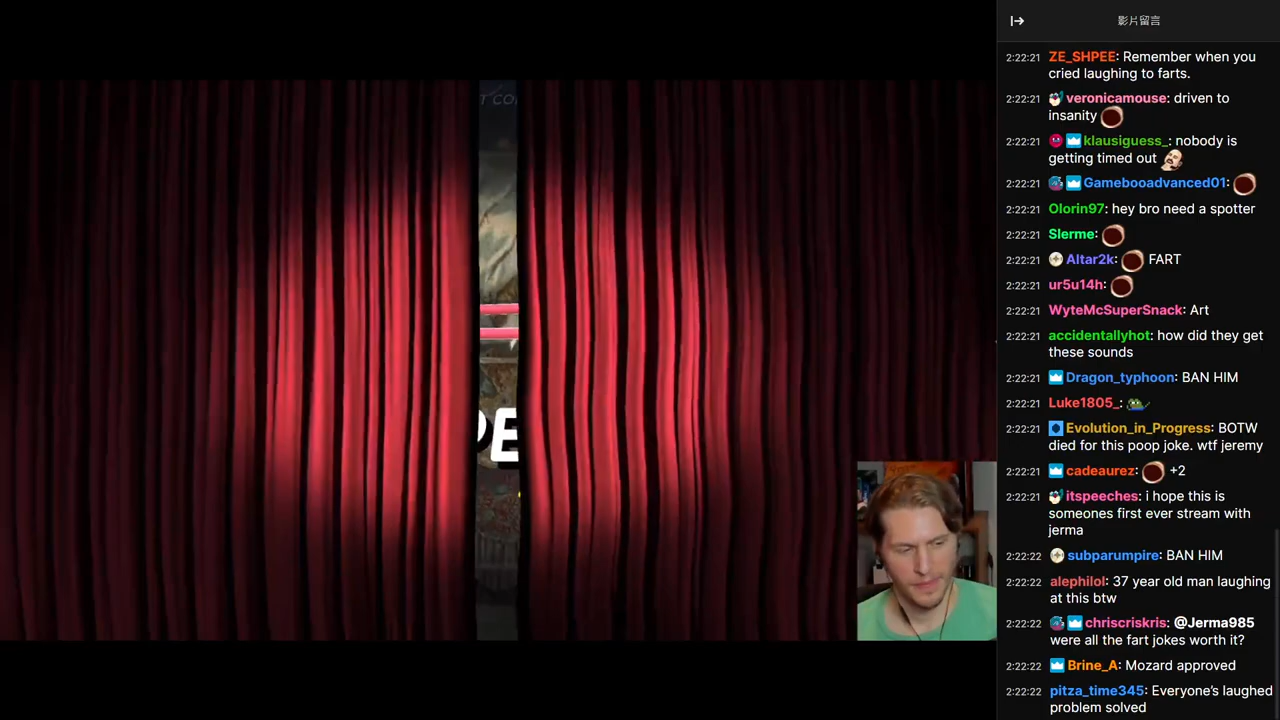 影片留言
T CO
PE
2:22:21 ZE_SHPEE: Remember when you
cried laughing to farts.
2:22:21 veronicamouse: driven to
insanity
2:22:21 klausiguess_: nobody is
getting timed out
2:22:21 Gamebooadvanced01:
2:22:21 Olorin97: hey bro need a spotter
2:22:21 Slerme:
2:22:21 Altar2k: FART
2:22:21 ur5u14h:
2:22:21 WyteMcSuperSnack: Art
2:22:21 accidentallyhot: how did they get
these sounds
2:22:21 Dragon_typhoon: BAN HIM
2:22:21 Luke1805_:
2:22:21 Evolution_in_Progress: BOTW
died for this poop joke. wtf jeremy
2:22:21 cadeaurez: +2
2:22:21 itspeeches: i hope this is
someones first ever stream with
jerma
2:22:22 subparumpire: BAN HIM
2:22:22 alephilol: 37 year old man laughing
at this btw
2:22:22 chriscriskris: @Jerma985
were all the fart jokes worth it?
2:22:22 Brine_A: Mozard approved
2:22:22 pitza_time345: Everyone's laughed
problem solved